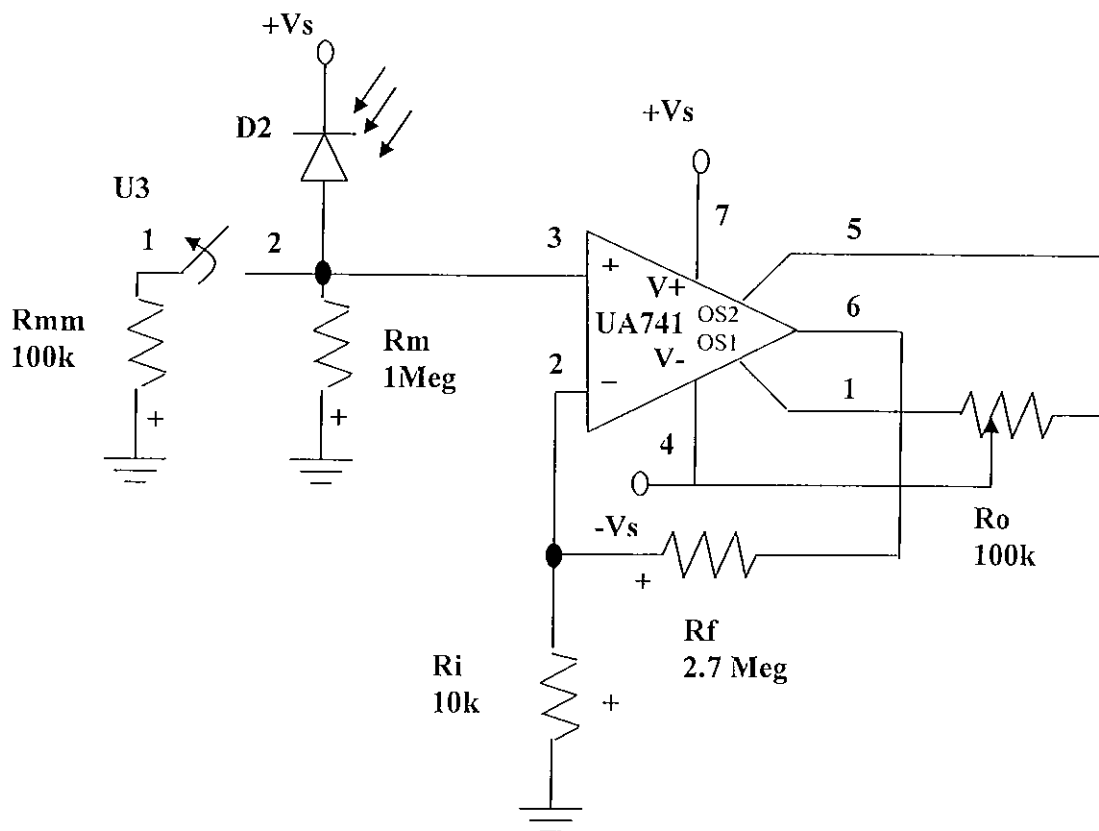 +Vs
D2
+Vs
U3
1
2
3
7
5
+
V+
OS2
6
UA741
OS1
V-
Rmm
100k
Rm
1Meg
2
−
1
+
+
4
-Vs
Ro
100k
+
Rf
2.7 Meg
Ri
10k
+